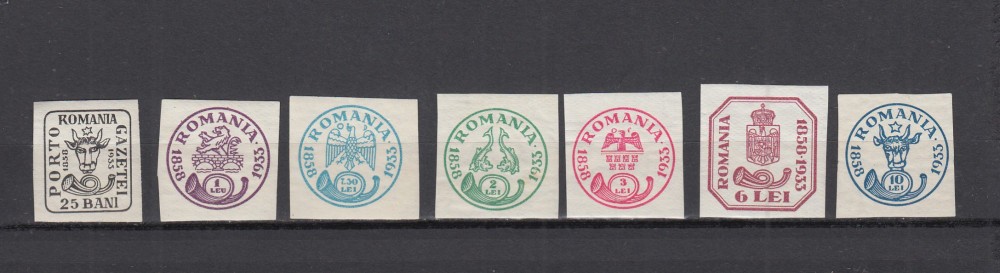 ROMANIA
PORTO
GAZETEI
1858
1933
25 BANI
ROMANIA · 1933
1858
1
LEU
ROMANIA · 1933
1858
7.50
LEI
ROMANIA · 1933
1858
2
LEI
ROMANIA · 1933
1858
3
LEI
ROMANIA
1858·1933
6 LEI
ROMANIA · 1933
1858
10
LEI